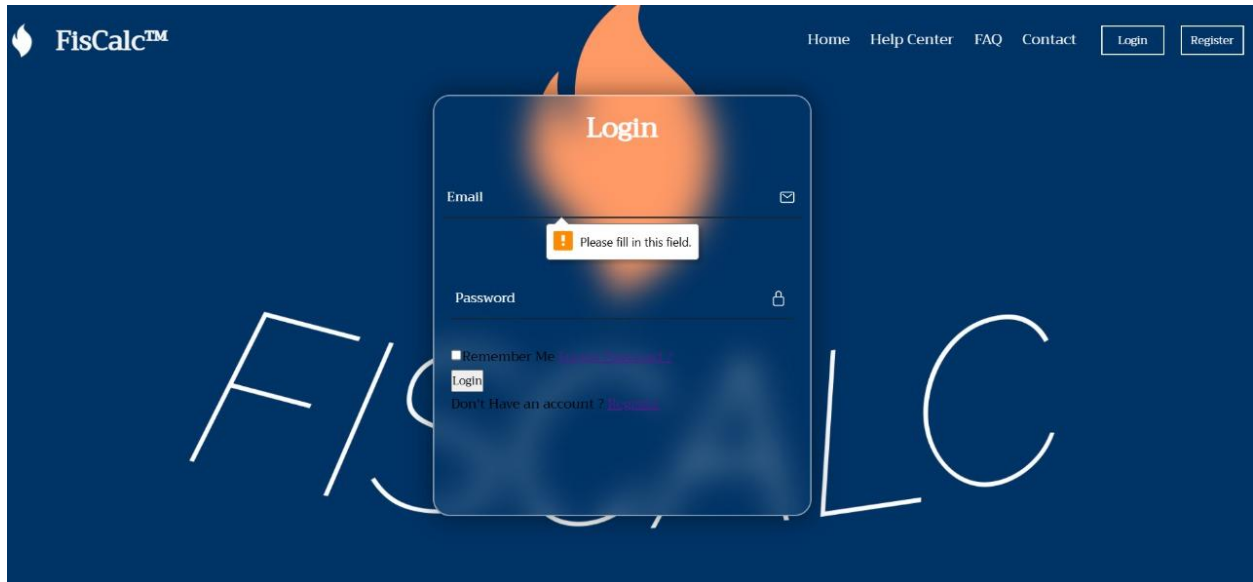 FisCalc™
Home Help Center FAQ Contact Login Register
Login
Email
Please fill in this field.
Password
Remember Me
Login
Don't Have an account ? Register
FISCALC